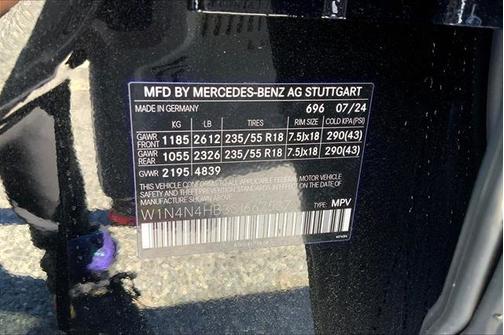 MFD BY MERCEDES-BENZ AG STUTTGART
MADE IN GERMANY 696 07/24
KG LB TIRES RIM SIZE COLD KPA (PSI)
GAWR FRONT 1185 2612 235/55 R18 7.5Jx18 290(43)
GAWR REAR 1055 2326 235/55 R18 7.5Jx18 290(43)
GWR 2195 4839
THIS VEHICLE CONFORMS TO ALL APPLICABLE FEDERAL MOTOR VEHICLE
SAFETY THEFT PREVENTION STANDARDS IN EFFECT
ON THE DATE OF MANUFACTURE SHOWN ABOVE
TYPE: MPV